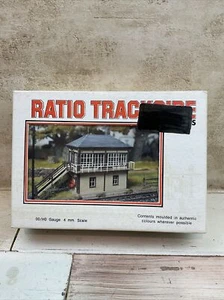 RATIO TRACKSIDE
S
00/H0 Gauge 4 mm Scale
Contents moulded in authentic
colours wherever possible.